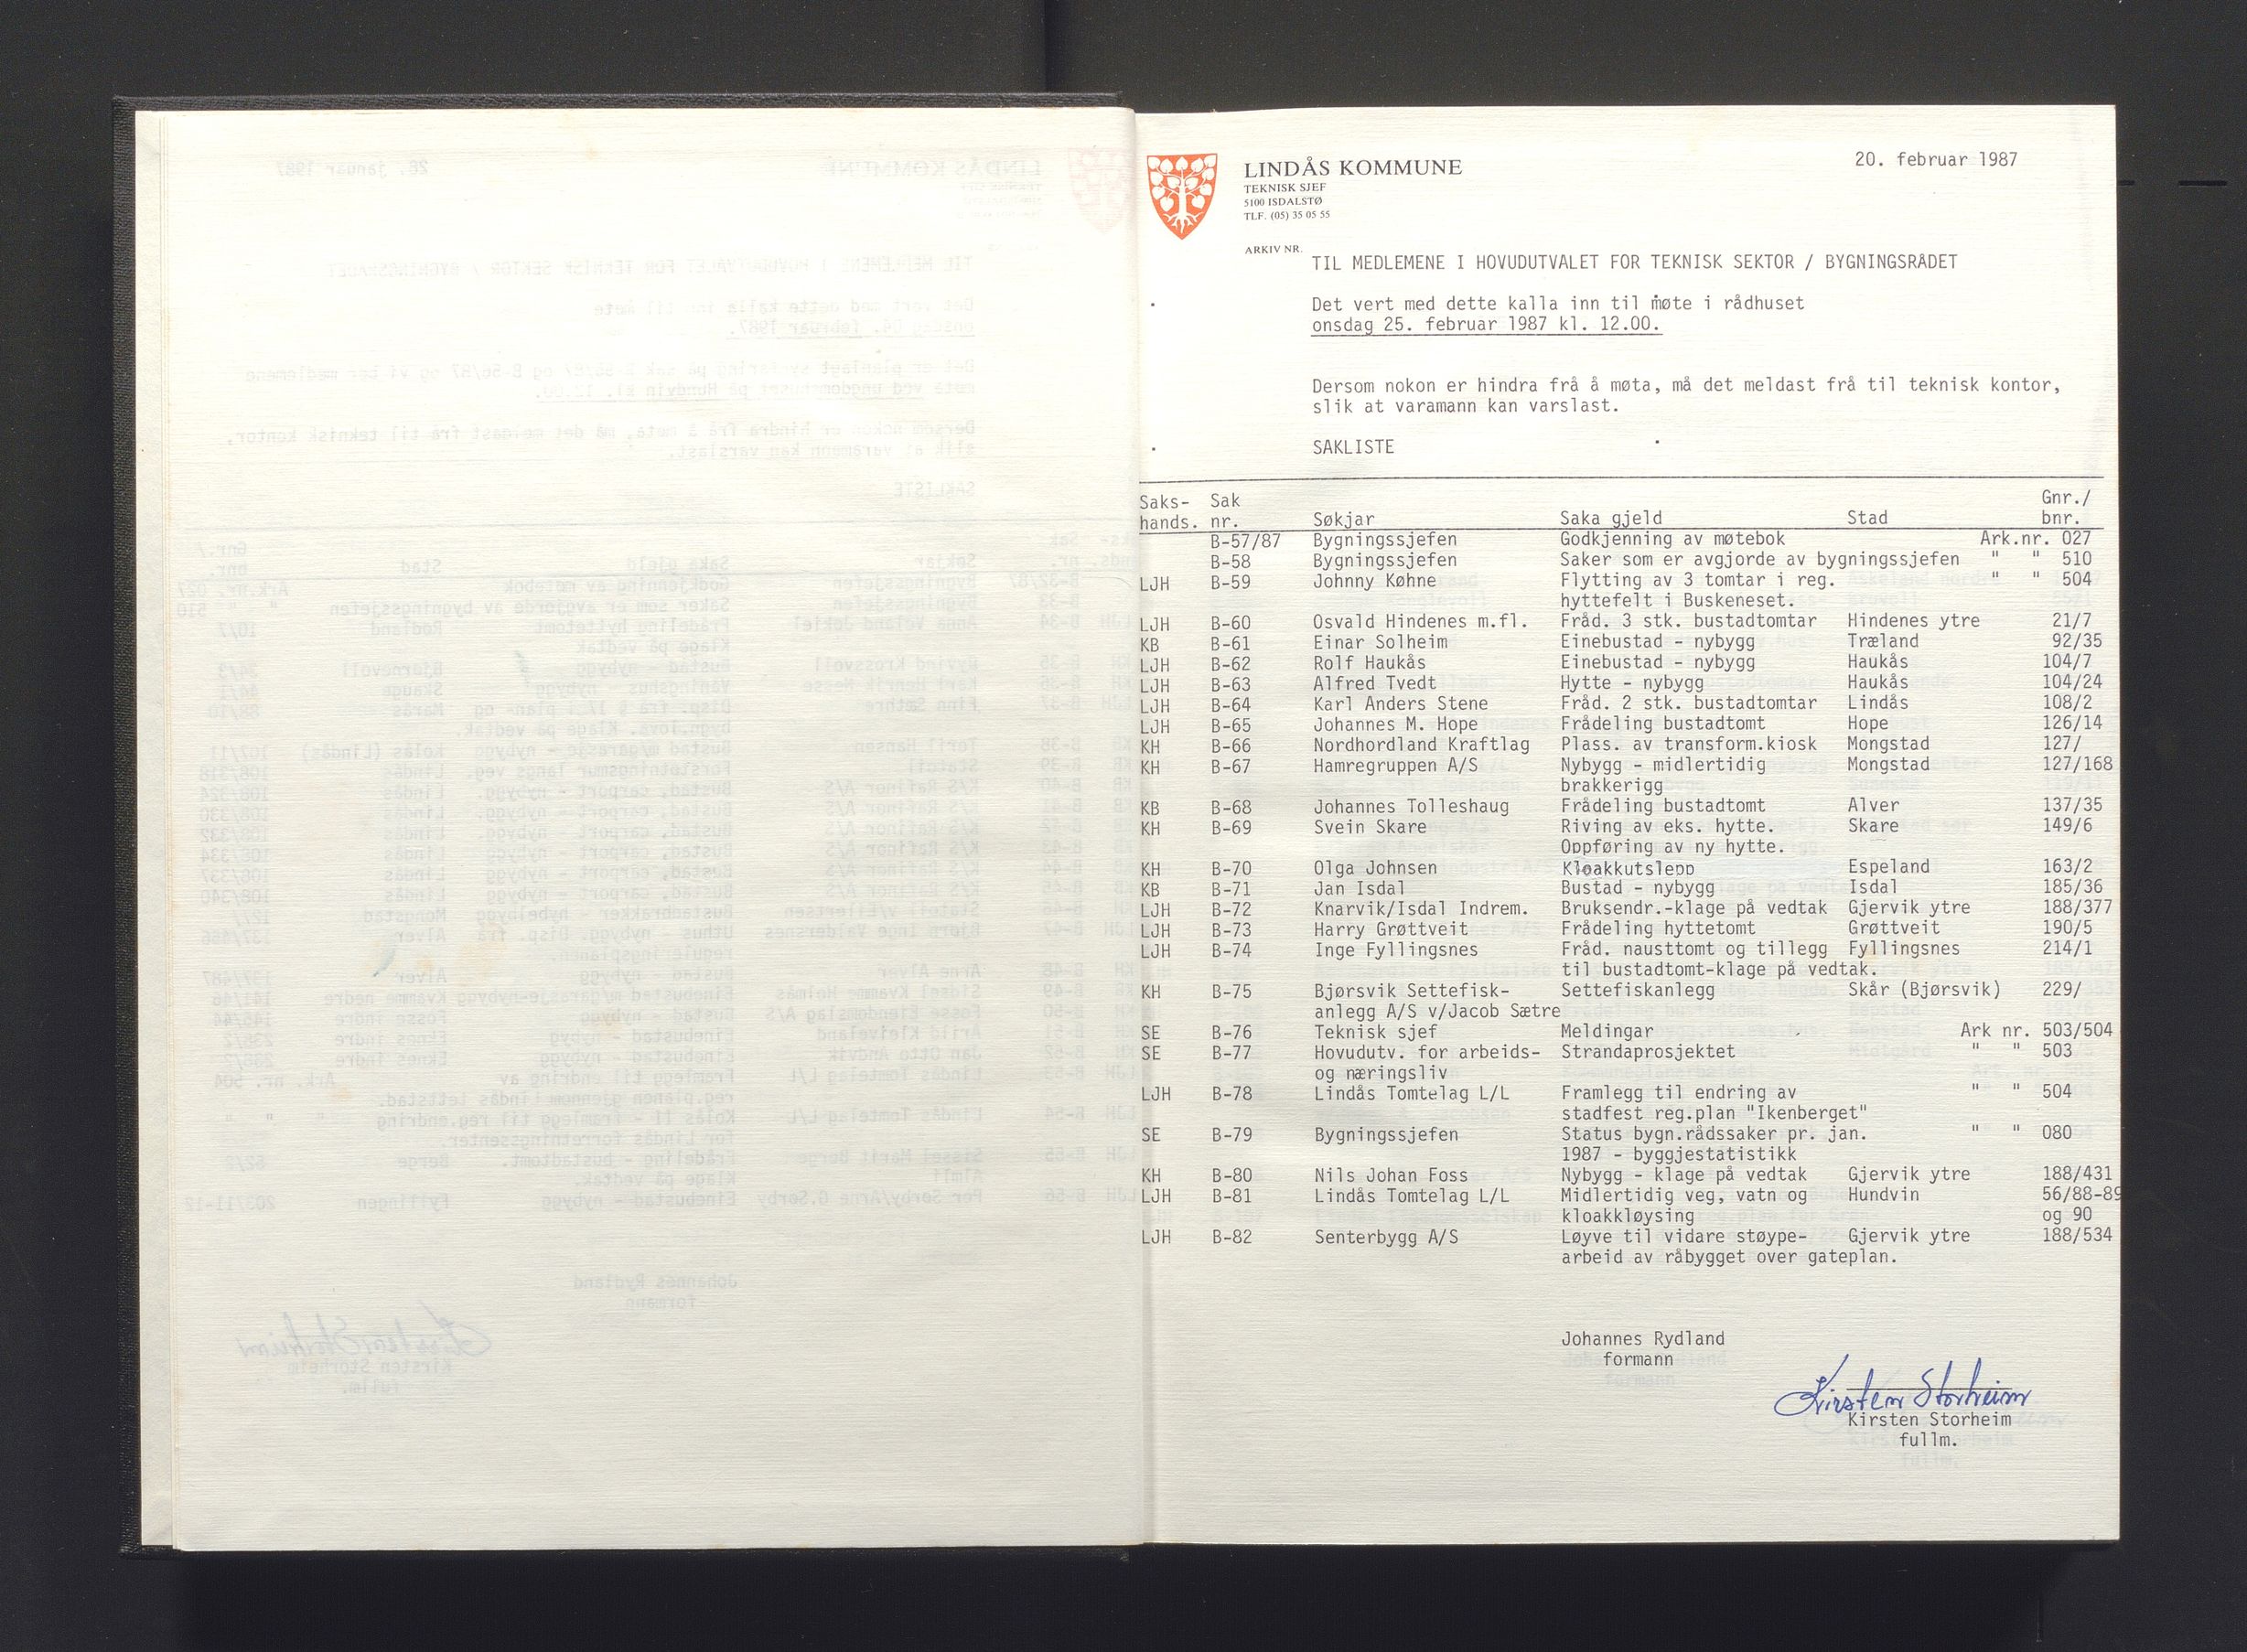 LINDÅS KOMMUNE
TEKNISK SJEF
5100 ISDALSTØ
TLF. (05) 35 05 55
20. februar 1987
ARKIV NR.
TIL MEDLEMENE I HOVUDUTVALET FOR TEKNISK SEKTOR / BYGNINGSRÅDET
Det vert med dette kalla inn til møte i rådhuset
onsdag 25. februar 1987 kl. 12.00.
Dersom nokon er hindra frå å møta, må det meldast frå til teknisk kontor,
slik at varamann kan varslast.
SAKLISTE
Saks- Sak Gnr./
hands. nr. Søkjar Saka gjeld Stad bnr.
B-57/87 Bygningssjefen Godkjenning av møtebok Ark.nr. 027
B-58 Bygningssjefen Saker som er avgjorde av bygningssjefen " " 510
LJH B-59 Johnny Køhne Flytting av 3 tomtar i reg. " " 504
hyttefelt i Buskeneset.
LJH B-60 Osvald Hindenes m.fl. Fråd. 3 stk. bustadtomtar Hindenes ytre 21/7
KB B-61 Einar Solheim Einebustad - nybygg Træland 92/35
LJH B-62 Rolf Haukås Einebustad - nybygg Haukås 104/7
LJH B-63 Alfred Tvedt Hytte - nybygg Haukås 104/24
LJH B-64 Karl Anders Stene Fråd. 2 stk. bustadtomtar Lindås 108/2
LJH B-65 Johannes M. Hope Frådeling bustadtomt Hope 126/14
KH B-66 Nordhordland Kraftlag Plass. av transform.kiosk Mongstad 127/
KH B-67 Hamregruppen A/S Nybygg - midlertidig Mongstad 127/168
brakkerigg
KB B-68 Johannes Tolleshaug Frådeling bustadtomt Alver 137/35
KH B-69 Svein Skare Riving av eks. hytte. Skare 149/6
Oppføring av ny hytte.
KH B-70 Olga Johnsen Kloakkutslepp Espeland 163/2
KB B-71 Jan Isdal Bustad - nybygg Isdal 185/36
LJH B-72 Knarvik/Isdal Indrem. Bruksendr.-klage på vedtak Gjervik ytre 188/377
LJH B-73 Harry Grøttveit Frådeling hyttetomt Grøttveit 190/5
LJH B-74 Inge Fyllingsnes Fråd. nausttomt og tillegg Fyllingsnes 214/1
til bustadtomt-klage på vedtak.
KH B-75 Bjørsvik Settefisk- Settefiskanlegg Skår (Bjørsvik) 229/
anlegg A/S v/Jacob Sætre
SE B-76 Teknisk sjef Meldingar Ark nr. 503/504
SE B-77 Hovudutv. for arbeids- Strandaprosjektet " " 503
og næringsliv
LJH B-78 Lindås Tomtelag L/L Framlegg til endring av " " 504
stadfest reg.plan "Ikenberget"
SE B-79 Bygningssjefen Status bygn.rådssaker pr. jan. " " 080
1987 - byggjestatistikk
KH B-80 Nils Johan Foss Nybygg - klage på vedtak Gjervik ytre 188/431
LJH B-81 Lindås Tomtelag L/L Midlertidig veg, vatn og Hundvin 56/88-89
kloakkløysing og 90
LJH B-82 Senterbygg A/S Løyve til vidare støype- Gjervik ytre 188/534
arbeid av råbygget over gateplan.
Johannes Rydland
formann
Kirsten Storheim
Kirsten Storheim
fullm.